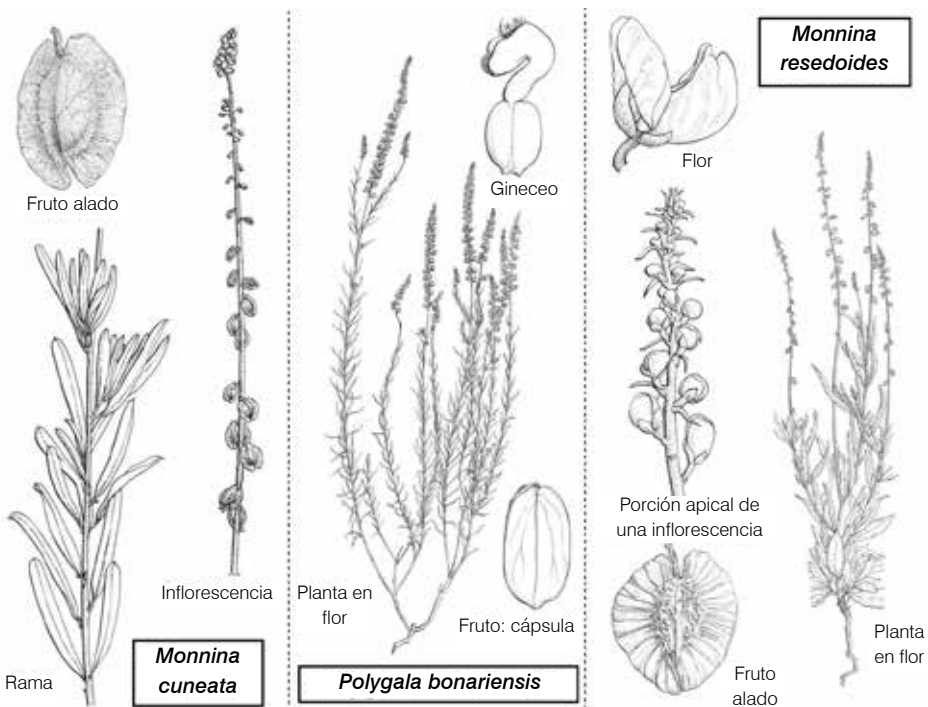 Fruto alado
Inflorescencia
Rama
Monnina
cuneata
Gineceo
Planta en
flor
Fruto: cápsula
Polygala bonariensis
Monnina
resedoides
Flor
Porción apical de
una inflorescencia
Fruto
alado
Planta
en flor